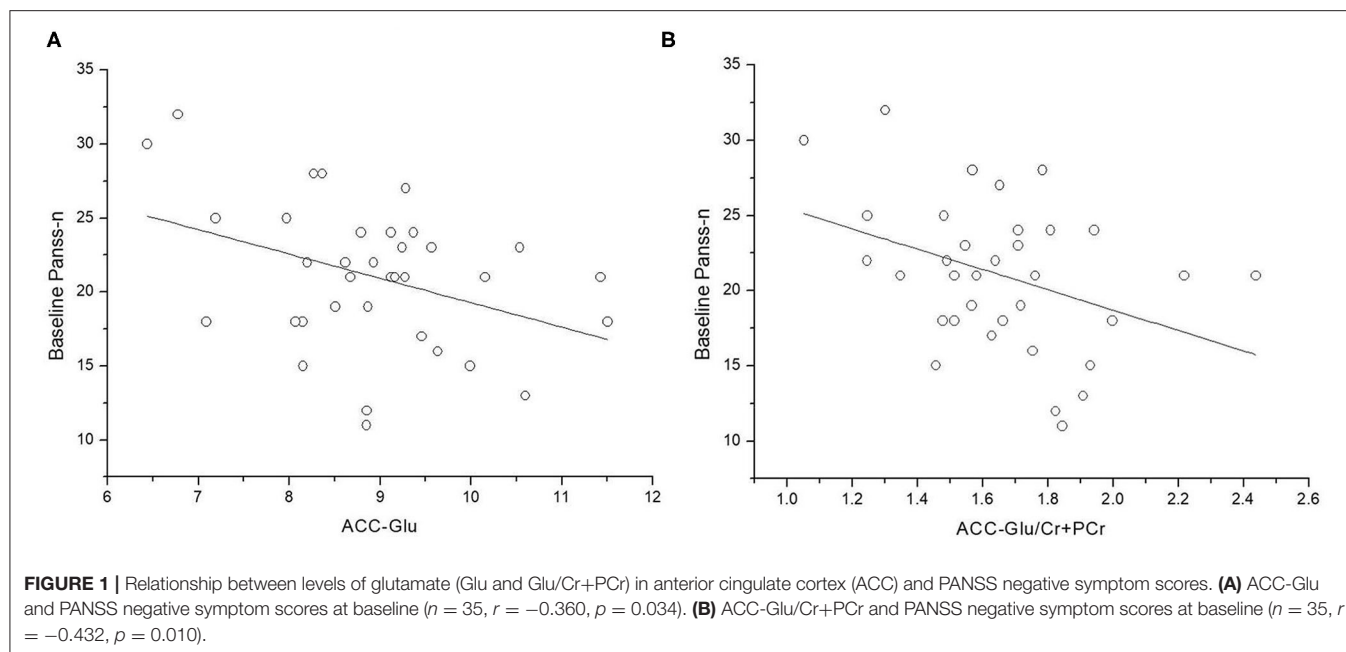 A
35
30
25
20
15
10
Baseline Panss-n
6 7 8 9 10 11 12
ACC-Glu
B
35
30
25
20
15
10
Baseline Panss-n
1.0 1.2 1.4 1.6 1.8 2.0 2.2 2.4 2.6
ACC-Glu/Cr+PCr
FIGURE 1 | Relationship between levels of glutamate (Glu and Glu/Cr+PCr) in anterior cingulate cortex (ACC) and PANSS negative symptom scores. (A) ACC-Glu
and PANSS negative symptom scores at baseline (n = 35, r = −0.360, p = 0.034). (B) ACC-Glu/Cr+PCr and PANSS negative symptom scores at baseline (n = 35, r
= −0.432, p = 0.010).